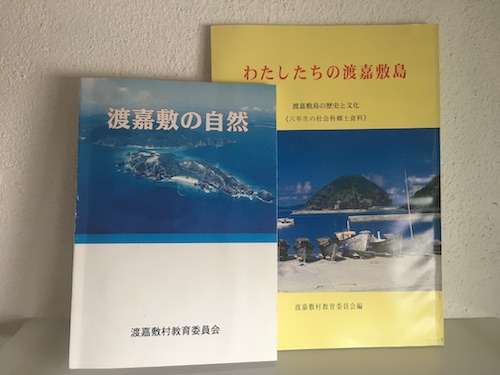 渡嘉敷の自然
渡嘉敷村教育委員会
わたしたちの渡嘉敷島
渡嘉敷島の歴史と文化
(六年生の社会科郷土資料)
渡嘉敷村教育委員会編